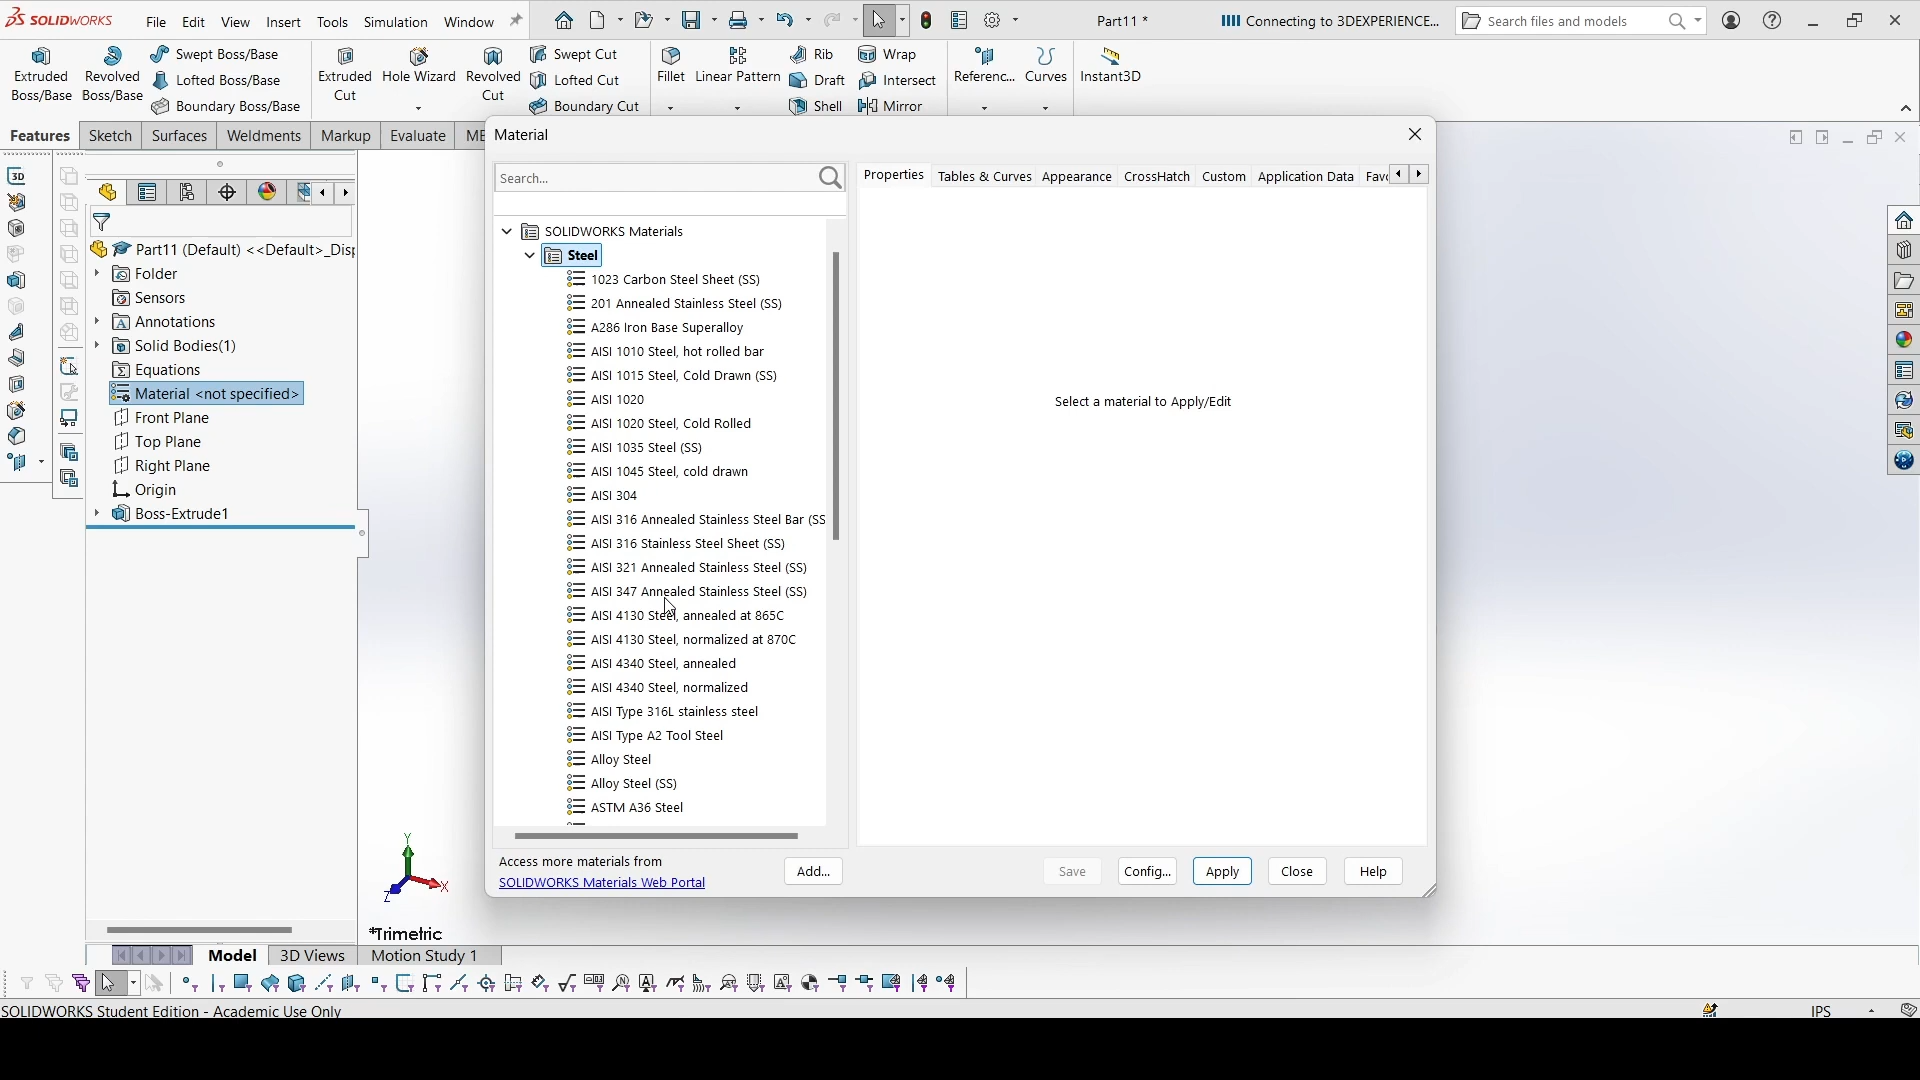 SOLIDWORKS
File Edit View Insert Tools Simulation Window
Part11 *
Connecting to 3DEXPERIENCE...
Search files and models
Extruded Boss/Base
Revolved Boss/Base
Swept Boss/Base
Lofted Boss/Base
Boundary Boss/Base
Extruded Cut
Hole Wizard
Revolved Cut
Swept Cut
Lofted Cut
Boundary Cut
Fillet
Linear Pattern
Rib
Draft
Shell
Wrap
Intersect
Mirror
Referenc...
Curves
Instant3D
Features Sketch Surfaces Weldments Markup Evaluate
Part11 (Default) <<Default>_Disp
Folder
Sensors
Annotations
Solid Bodies(1)
Equations
Material <not specified>
Front Plane
Top Plane
Right Plane
Origin
Boss-Extrude1
Material
Search...
SOLIDWORKS Materials
Steel
1023 Carbon Steel Sheet (SS)
201 Annealed Stainless Steel (SS)
A286 Iron Base Superalloy
AISI 1010 Steel, hot rolled bar
AISI 1015 Steel, Cold Drawn (SS)
AISI 1020
AISI 1020 Steel, Cold Rolled
AISI 1035 Steel (SS)
AISI 1045 Steel, cold drawn
AISI 304
AISI 316 Annealed Stainless Steel Bar (SS
AISI 316 Stainless Steel Sheet (SS)
AISI 321 Annealed Stainless Steel (SS)
AISI 347 Annealed Stainless Steel (SS)
AISI 4130 Steel, annealed at 865C
AISI 4130 Steel, normalized at 870C
AISI 4340 Steel, annealed
AISI 4340 Steel, normalized
AISI Type 316L stainless steel
AISI Type A2 Tool Steel
Alloy Steel
Alloy Steel (SS)
ASTM A36 Steel
Access more materials from
SOLIDWORKS Materials Web Portal
Add...
Properties Tables & Curves Appearance CrossHatch Custom Application Data Fav
Select a material to Apply/Edit
Save Config... Apply Close Help
Y
X
Z
*Trimetric
Model 3D Views Motion Study 1
SOLIDWORKS Student Edition - Academic Use Only
IPS